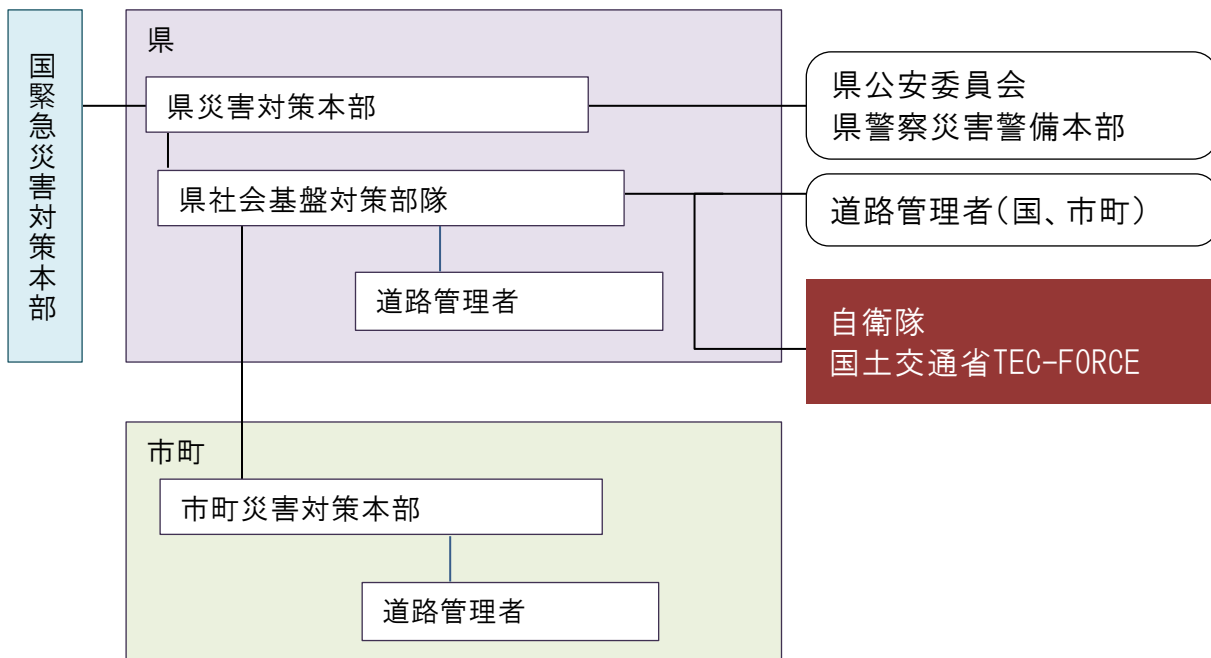 国緊急災害対策本部
県
県災害対策本部
県社会基盤対策部隊
道路管理者
県公安委員会
県警察災害警備本部
道路管理者(国、市町)
自衛隊
国土交通省TEC-FORCE
市町
市町災害対策本部
道路管理者